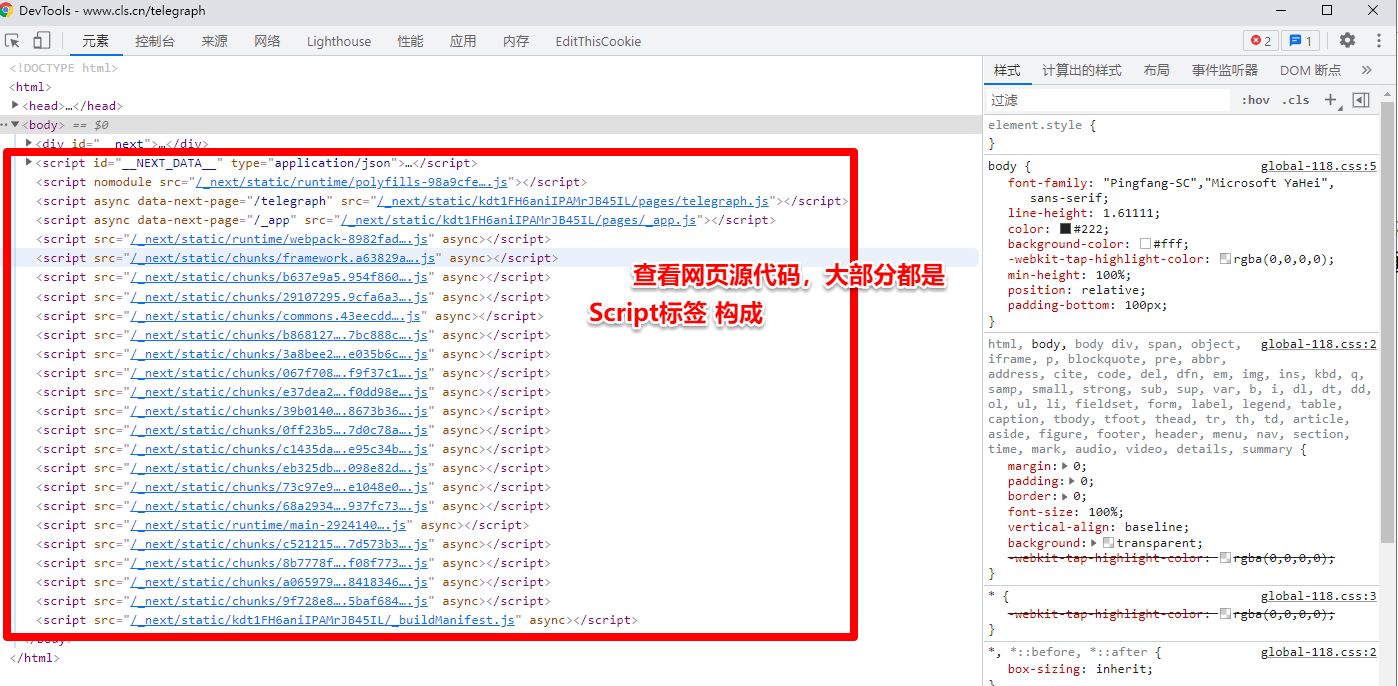 DevTools - www.cls.cn/telegraph
元素 控制台 来源 网络 Lighthouse 性能 应用 内存 EditThisCookie 2 1
<!DOCTYPE html>
<html>
<head>…</head>
<body> == $0
<div id="__next">…</div>
<script id="__NEXT_DATA__" type="application/json">…</script>
<script nomodule src="/_next/static/runtime/polyfills-98a9cfe….js"></script>
<script async data-next-page="/telegraph" src="/_next/static/kdt1FH6aniIPAMrJB45IL/pages/telegraph.js"></script>
<script async data-next-page="/_app" src="/_next/static/kdt1FH6aniIPAMrJB45IL/pages/_app.js"></script>
<script src="/_next/static/runtime/webpack-8982fad….js" async></script>
<script src="/_next/static/chunks/framework.a63829a….js" async></script>
<script src="/_next/static/chunks/b637e9a5.954f860….js" async></script>
<script src="/_next/static/chunks/29107295.9cfa6a3….js" async></script>
<script src="/_next/static/chunks/commons.43eecdd….js" async></script>
<script src="/_next/static/chunks/b868127….7bc888c….js" async></script>
<script src="/_next/static/chunks/3a8bee2….e035b6c….js" async></script>
<script src="/_next/static/chunks/067f708….f9f37c1….js" async></script>
<script src="/_next/static/chunks/e37dea2….f0dd98e….js" async></script>
<script src="/_next/static/chunks/39b0140….8673b36….js" async></script>
<script src="/_next/static/chunks/0ff23b5….7d0c78a….js" async></script>
<script src="/_next/static/chunks/c1435da….e95c34b….js" async></script>
<script src="/_next/static/chunks/eb325db….098e82d….js" async></script>
<script src="/_next/static/chunks/73c97e9….e1048e0….js" async></script>
<script src="/_next/static/chunks/68a2934….937fc73….js" async></script>
<script src="/_next/static/runtime/main-2924140….js" async></script>
<script src="/_next/static/chunks/c521215….7d573b3….js" async></script>
<script src="/_next/static/chunks/8b7778f….f08f773….js" async></script>
<script src="/_next/static/chunks/a065979….8418346….js" async></script>
<script src="/_next/static/chunks/9f728e8….5baf684….js" async></script>
<script src="/_next/static/kdt1FH6aniIPAMrJB45IL/_buildManifest.js" async></script>
</body>
</html>
查看网页源代码，大部分都是
Script标签 构成
样式 计算出的样式 布局 事件监听器 DOM 断点 »
过滤 :hov .cls +
element.style {
}
body { global-118.css:5
font-family: "Pingfang-SC","Microsoft YaHei",
sans-serif;
line-height: 1.61111;
color: #222;
background-color: #fff;
-webkit-tap-highlight-color: rgba(0,0,0,0);
min-height: 100%;
position: relative;
padding-bottom: 100px;
}
html, body, body div, span, object, global-118.css:2
iframe, p, blockquote, pre, abbr,
address, cite, code, del, dfn, em, img, ins, kbd, q,
samp, small, strong, sub, sup, var, b, i, dl, dt, dd,
ol, ul, li, fieldset, form, label, legend, table,
caption, tbody, tfoot, thead, tr, th, td, article,
aside, figure, footer, header, menu, nav, section,
time, mark, audio, video, details, summary {
margin: 0;
padding: 0;
border: 0;
font-size: 100%;
vertical-align: baseline;
background: transparent;
-webkit-tap-highlight-color: rgba(0,0,0,0);
}
* { global-118.css:3
-webkit-tap-highlight-color: rgba(0,0,0,0);
}
*, *::before, *::after { global-118.css:2
box-sizing: inherit;
}